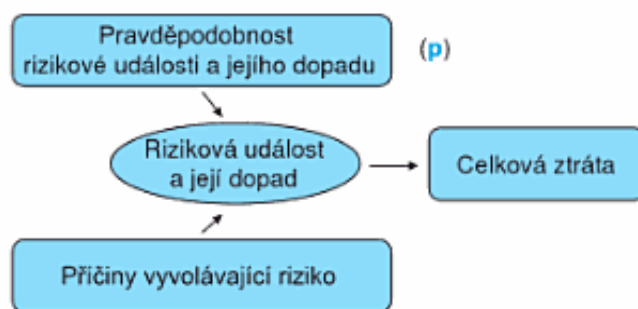 Pravděpodobnost
rizikové události a jejího dopadu
(p)
Riziková událost
a její dopad
Celková ztráta
Příčiny vyvolávající riziko